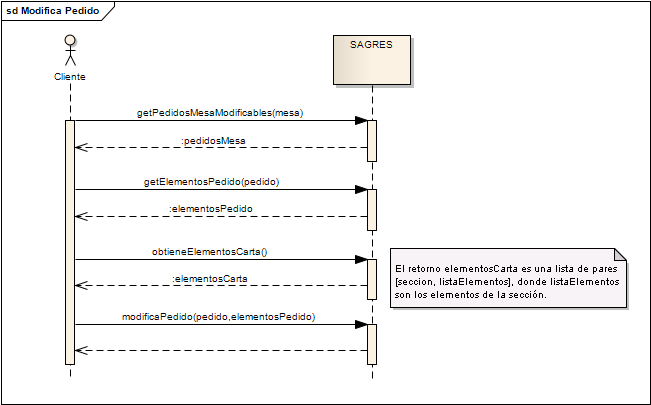 sd Modifica Pedido
SAGRES
Cliente
getPedidosMesaModificables(mesa)
:pedidosMesa
getElementosPedido(pedido)
:elementosPedido
obtieneElementosCarta()
:elementosCarta
El retorno elementosCarta es una lista de pares
[seccion, listaElementos], donde listaElementos
son los elementos de la sección.
modificaPedido(pedido,elementosPedido)